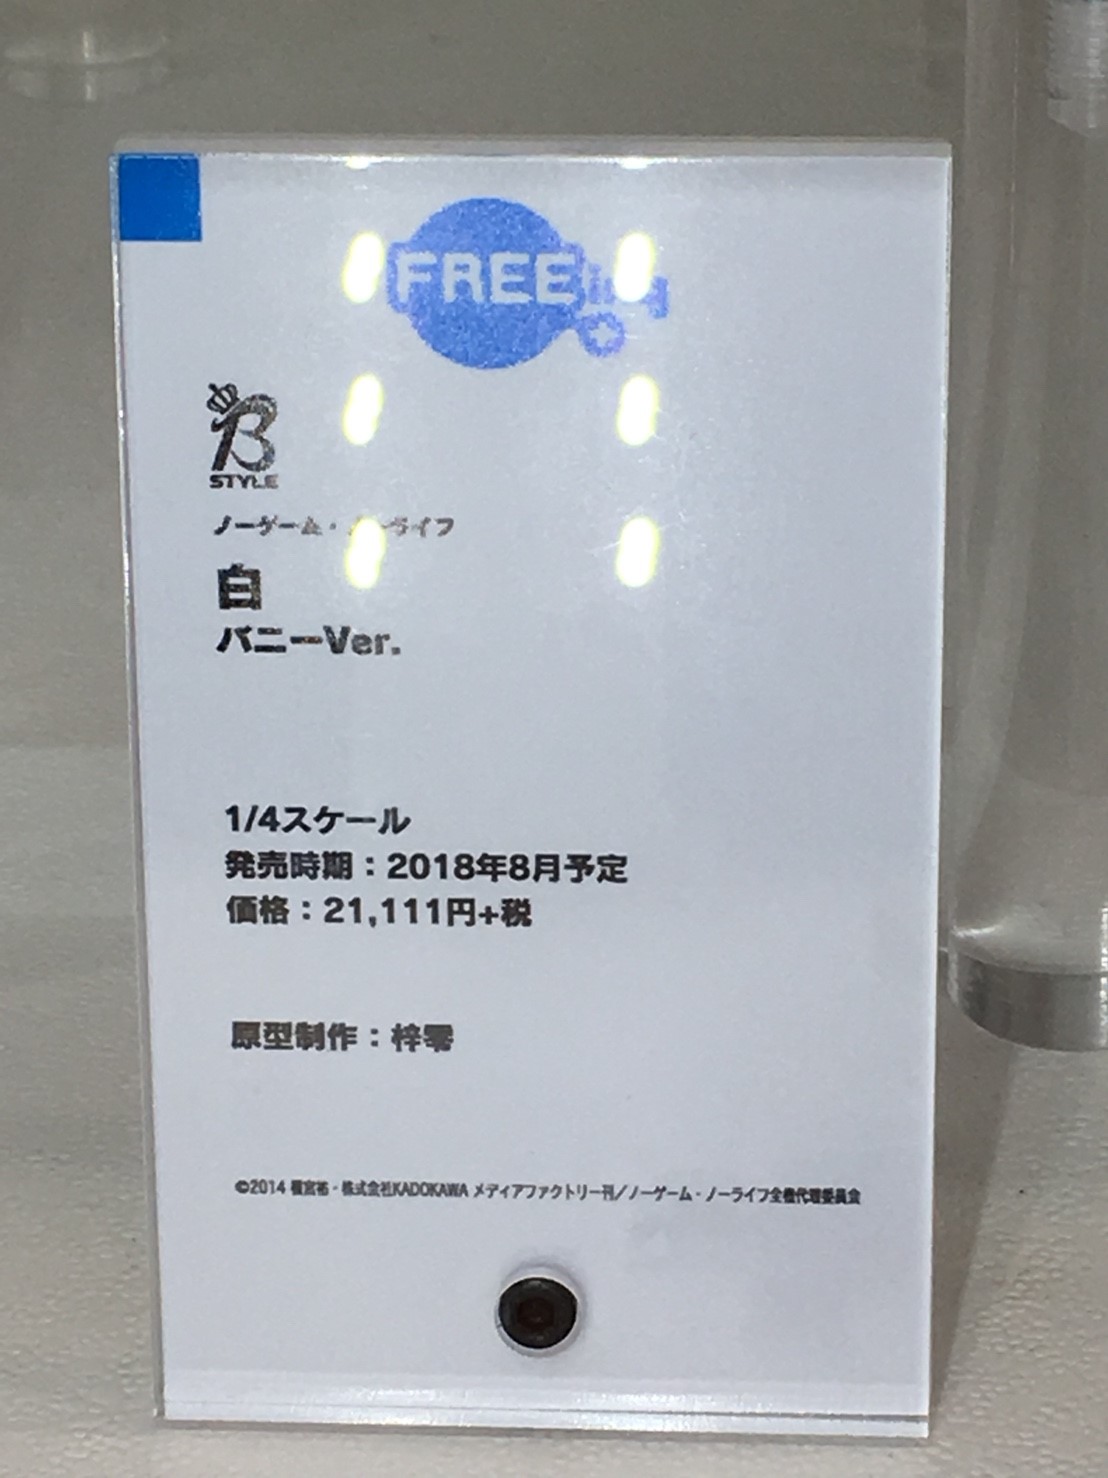 FREEing
B
STYLE
ノーゲーム・ノーライフ
白
バニーVer.
1/4スケール
発売時期：2018年8月予定
価格：21,111円+税
原型制作：梓零
©2014 榎宮祐・株式会社KADOKAWA メディアファクトリー刊／ノーゲーム・ノーライフ全権代理委員会